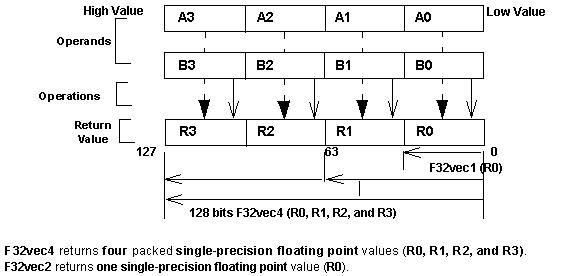 High Value A3 A2 A1 A0 Low Value
Operands
B3 B2 B1 B0
Operations
Return Value R3 R2 R1 R0
127 63 0
F32vec1 (R0)
128 bits F32vec4 (R0, R1, R2, and R3)
F32vec4 returns four packed single-precision floating point values (R0, R1, R2, and R3).
F32vec2 returns one single-precision floating point value (R0).